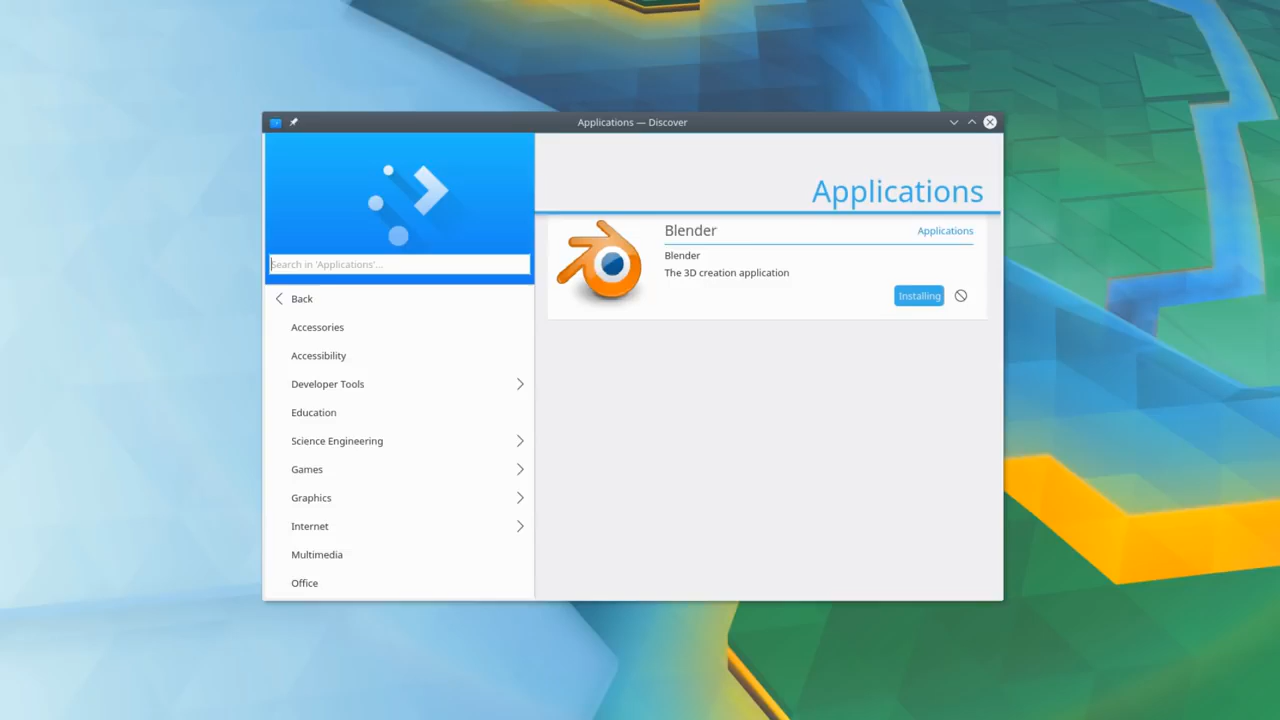 Applications — Discover
Search in 'Applications'...
Back
Accessories
Accessibility
Developer Tools
Education
Science Engineering
Games
Graphics
Internet
Multimedia
Office
Applications
Blender
Applications
Blender
The 3D creation application
Installing